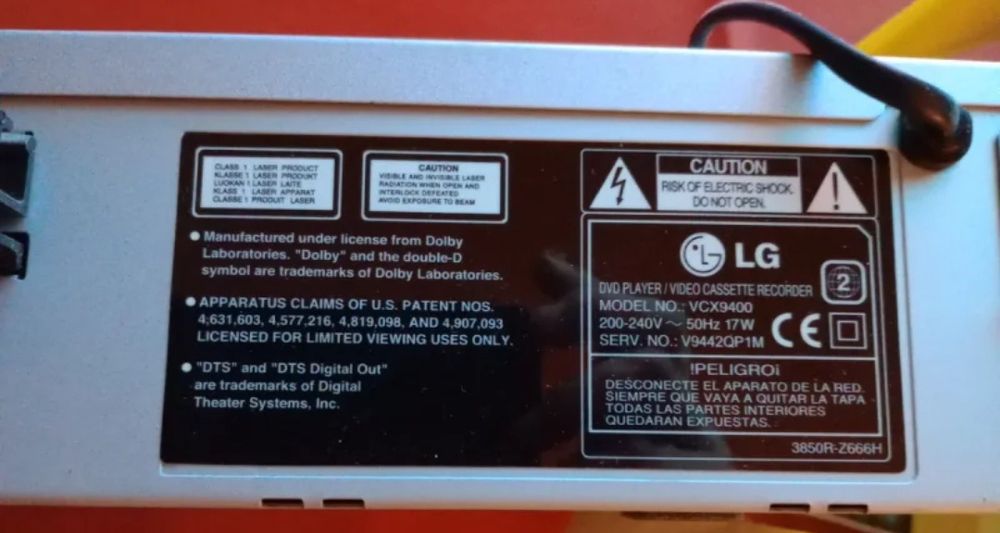 CLASS 1 LASER PRODUCT
KLASSE 1 LASER PRODUKT
LUOKAN 1 LASER LAITE
KLASS 1 LASER APPARAT
CLASSE 1 PRODUIT LASER
CAUTION
VISIBLE AND INVISIBLE LASER
RADIATION WHEN OPEN AND
INTERLOCK DEFEATED
AVOID EXPOSURE TO BEAM
● Manufactured under license from Dolby
Laboratories. "Dolby" and the double-D
symbol are trademarks of Dolby Laboratories.
● APPARATUS CLAIMS OF U.S. PATENT NOS.
4,631,603, 4,577,216, 4,819,098, AND 4,907,093
LICENSED FOR LIMITED VIEWING USES ONLY.
● "DTS" and "DTS Digital Out"
are trademarks of Digital
Theater Systems, Inc.
CAUTION
RISK OF ELECTRIC SHOCK
DO NOT OPEN.
LG
DVD PLAYER / VIDEO CASSETTE RECORDER
2
MODEL NO.: VCX9400
200-240V ~ 50Hz 17W
SERV. NO.: V9442QP1M
CE
!PELIGRO¡
DESCONECTE EL APARATO DE LA RED.
SIEMPRE QUE VAYA A QUITAR LA TAPA
TODAS LAS PARTES INTERIORES
QUEDARAN EXPUESTAS.
3850R-Z666H